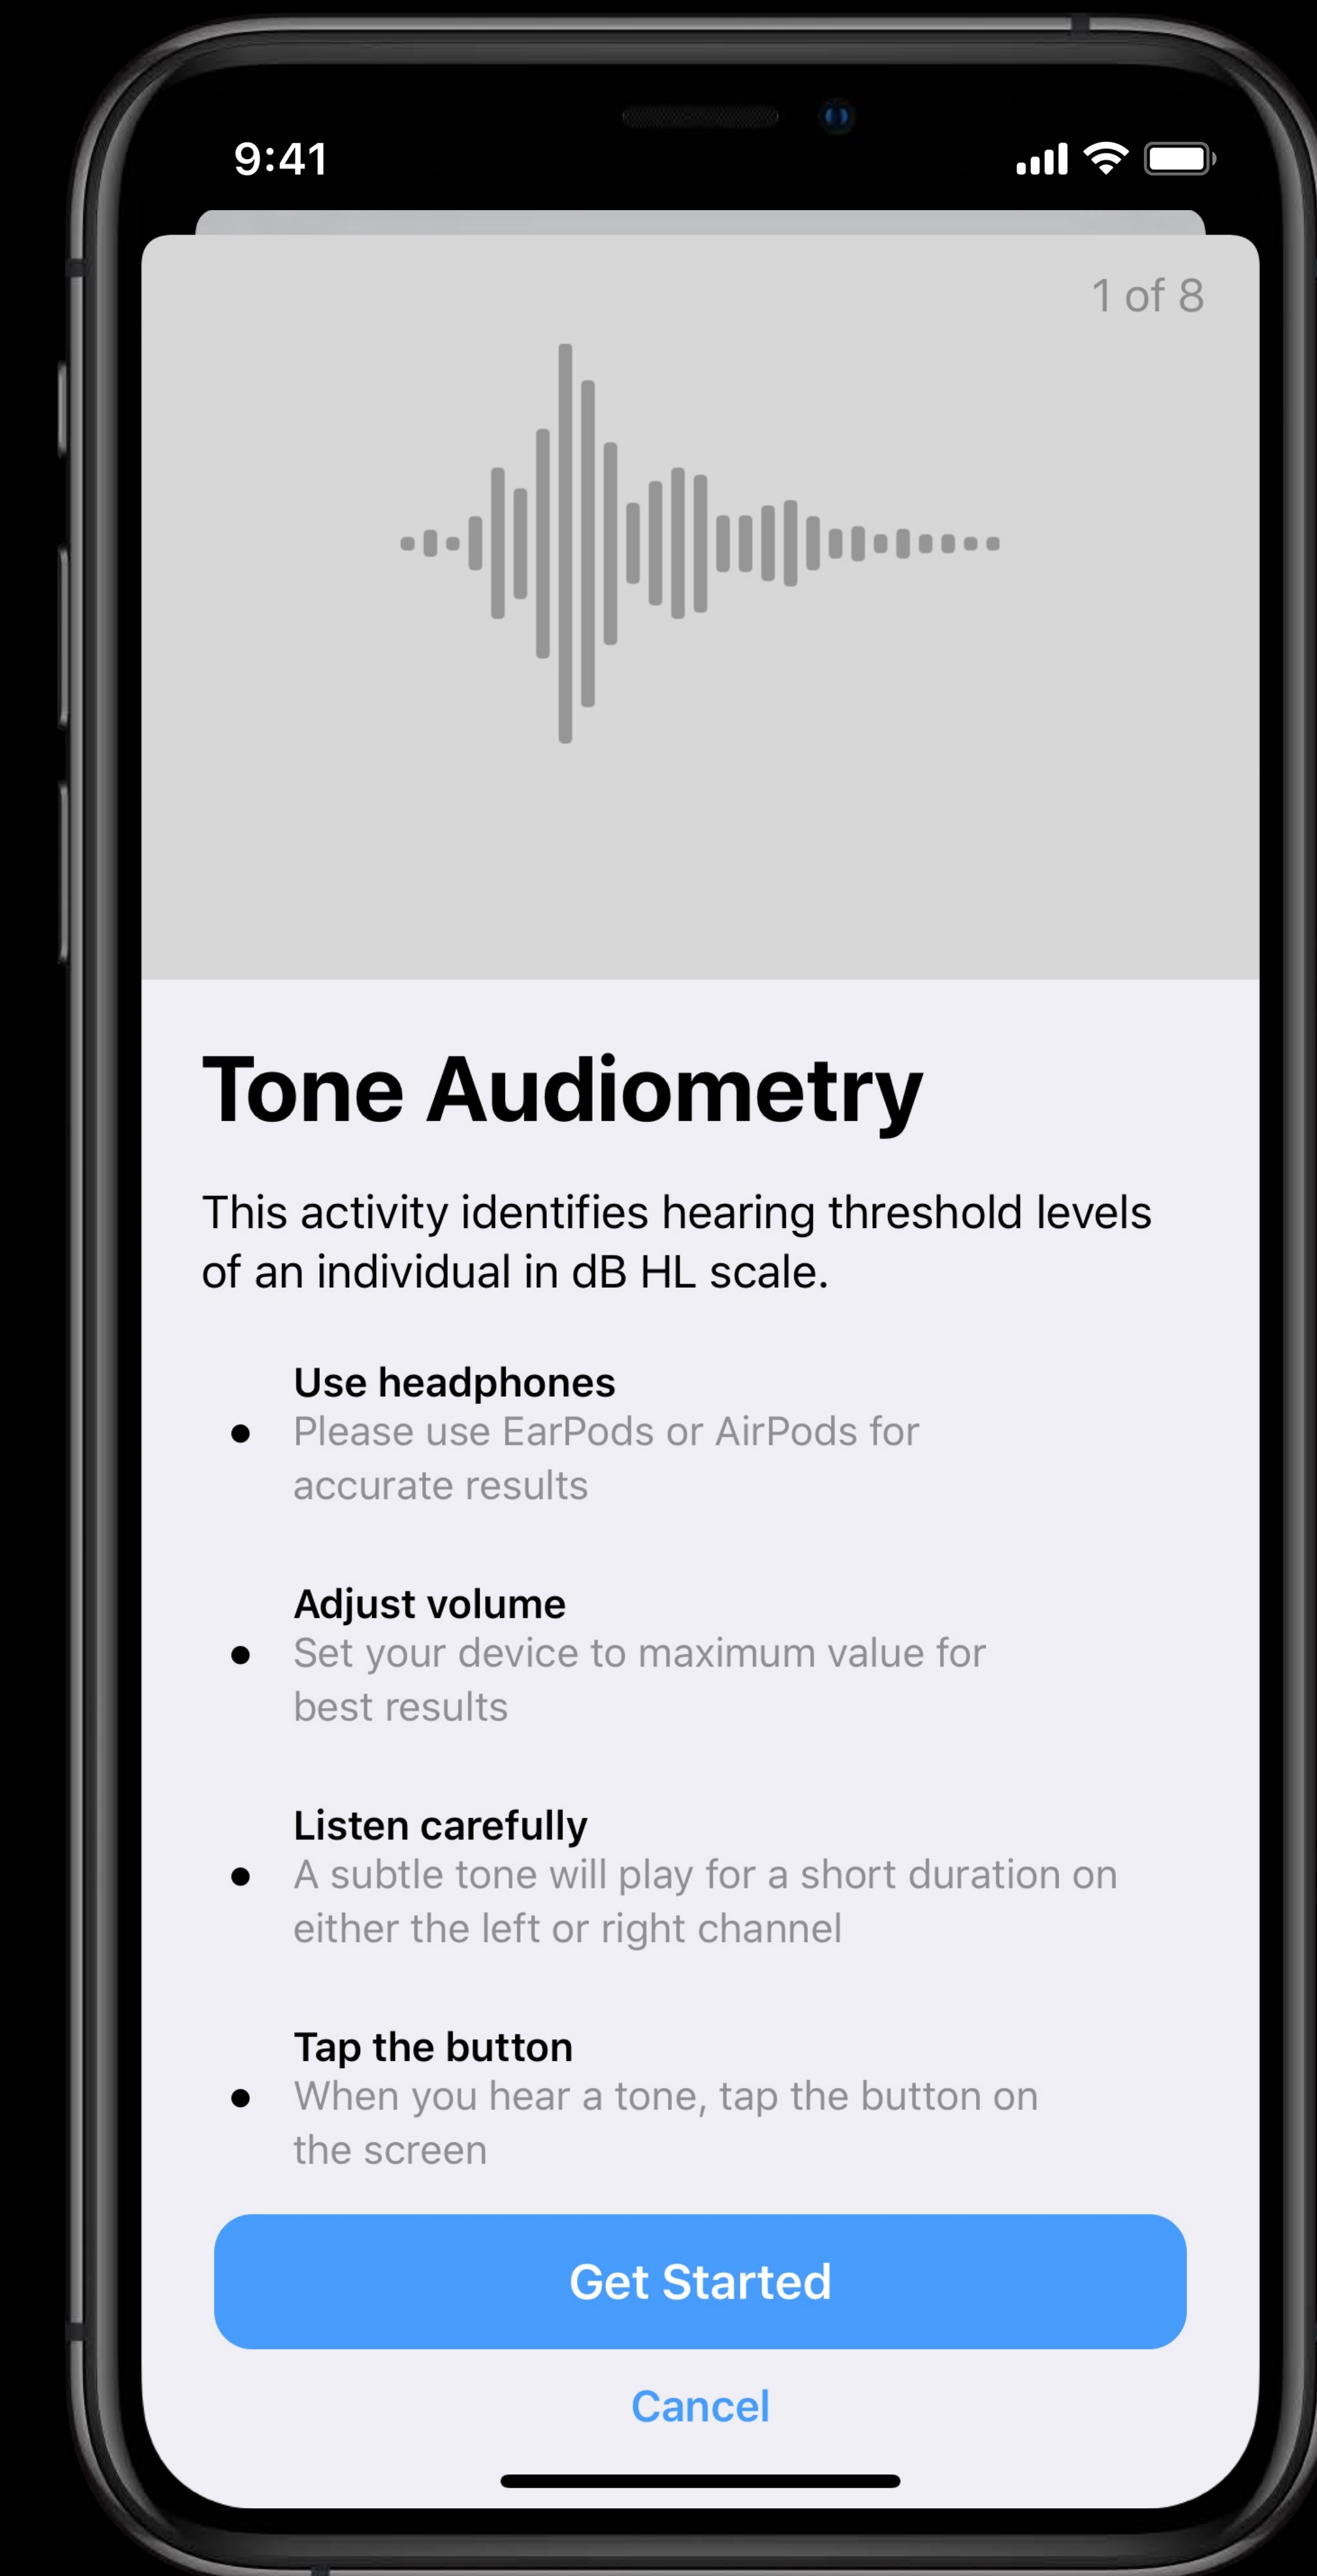 9:41
1 of 8
Tone Audiometry
This activity identifies hearing threshold levels
of an individual in dB HL scale.
Use headphones
• Please use EarPods or AirPods for
accurate results
Adjust volume
• Set your device to maximum value for
best results
Listen carefully
• A subtle tone will play for a short duration on
either the left or right channel
Tap the button
• When you hear a tone, tap the button on
the screen
Get Started
Cancel